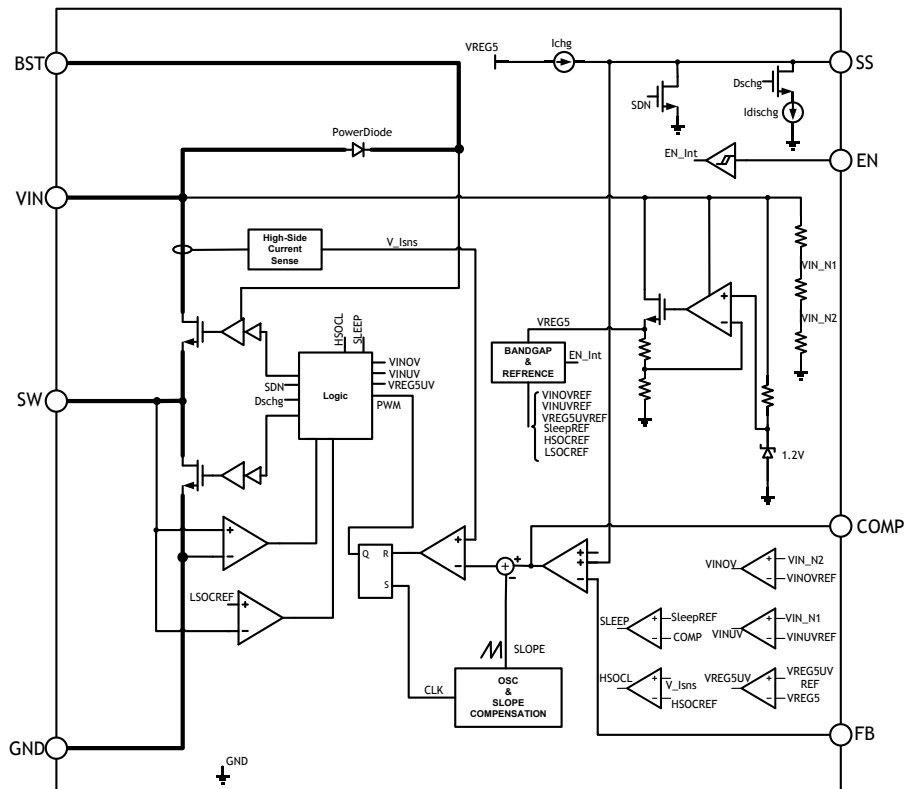 Ichg
VREG5
BST
SS
Dschg
SDN
Idischg
PowerDiode
EN_Int
EN
VIN
High-Side
Current
Sense
V_Isns
VIN_N1
VIN_N2
HSOCL
SLEEP
VREG5
BANDGAP
&
REFRENCE
EN_Int
VINOV
VINUV
VREG5UV
SDN
Logic
Dschg
PWM
SW
VINOVREF
VINUVREF
VREG5UVREF
SleepREF
HSOCREF
LSOCREF
1.2V
+
-
+
-
COMP
Q
R
S
+
-
+
+
-
+
+
-
VINOV
+
-
VIN_N2
VINOVREF
LSOCREF
+
-
SLEEP
+
-
SleepREF
COMP
VINUV
+
-
VIN_N1
VINUVREF
SLOPE
CLK
OSC
&
SLOPE
COMPENSATION
HSOCL
+
-
V_Isns
HSOCREF
VREG5UV
+
-
VREG5UV
REF
VREG5
FB
GND
GND